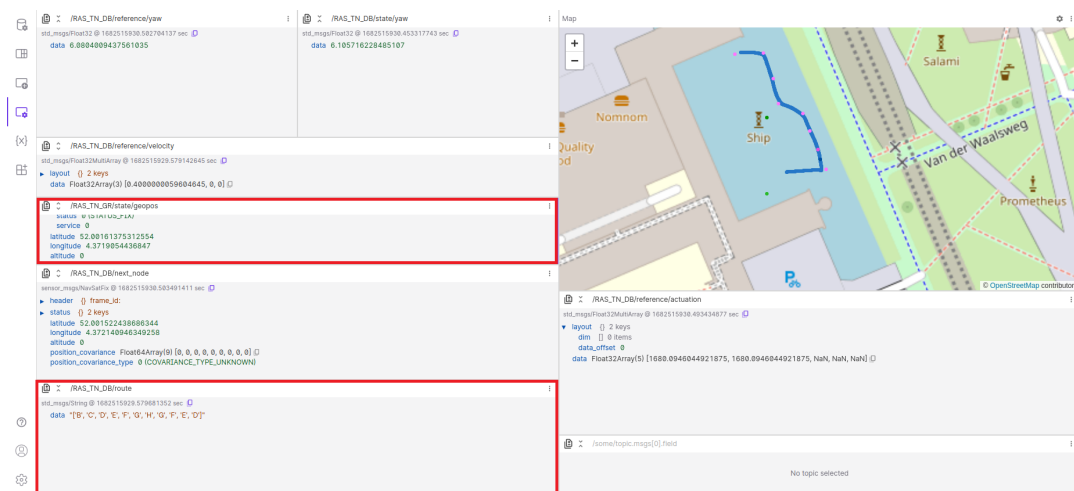 /RAS_TN_DB/reference/yaw
std_msgs/Float32 @ 1682515930.502704137 sec
data 6.0804009437561035
/RAS_TN_DB/state/yaw
std_msgs/Float32 @ 1682515930.453317743 sec
data 6.105716228485107
/RAS_TN_DB/reference/velocity
std_msgs/Float32MultiArray @ 1682515929.579142645 sec
layout {} 2 keys
data Float32Array(3) [0.4000000059604645, 0, 0]
/RAS_TN_GR/state/geopos
status 0 (STATUS_FIX)
service 0
latitude 52.00161375312554
longitude 4.3719054436847
altitude 0
/RAS_TN_DB/next_node
sensor_msgs/NavSatFix @ 1682515930.503491411 sec
header {} frame_id:
status {} 2 keys
latitude 52.001522438686344
longitude 4.372140946349258
altitude 0
position_covariance Float64Array(9) [0, 0, 0, 0, 0, 0, 0, 0, 0]
position_covariance_type 0 (COVARIANCE_TYPE_UNKNOWN)
/RAS_TN_DB/route
std_msgs/String @ 1682515929.579681352 sec
data "['B', 'C', 'D', 'E', 'F', 'G', 'H', 'G', 'F', 'E', 'D']"
Map
+
−
Salami
Nomnom
Ship
Quality
od
Van der Waalsweg
Prometheus
P
© OpenStreetMap contributor
/RAS_TN_DB/reference/actuation
std_msgs/Float32MultiArray @ 1682515930.493434877 sec
layout {} 2 keys
dim [] 0 items
data_offset 0
data Float32Array(5) [1680.0946044921875, 1680.0946044921875, NaN, NaN, NaN]
/some/topic.msgs[0].field
No topic selected